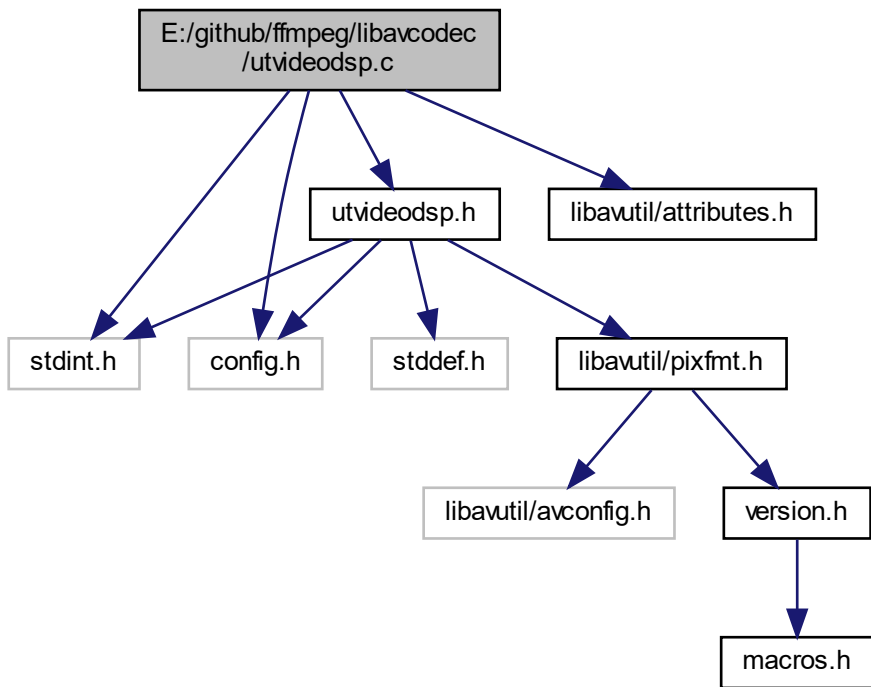 E:/github/ffmpeg/libavcodec
/utvideodsp.c
utvideodsp.h
libavutil/attributes.h
stdint.h
config.h
stddef.h
libavutil/pixfmt.h
libavutil/avconfig.h
version.h
macros.h